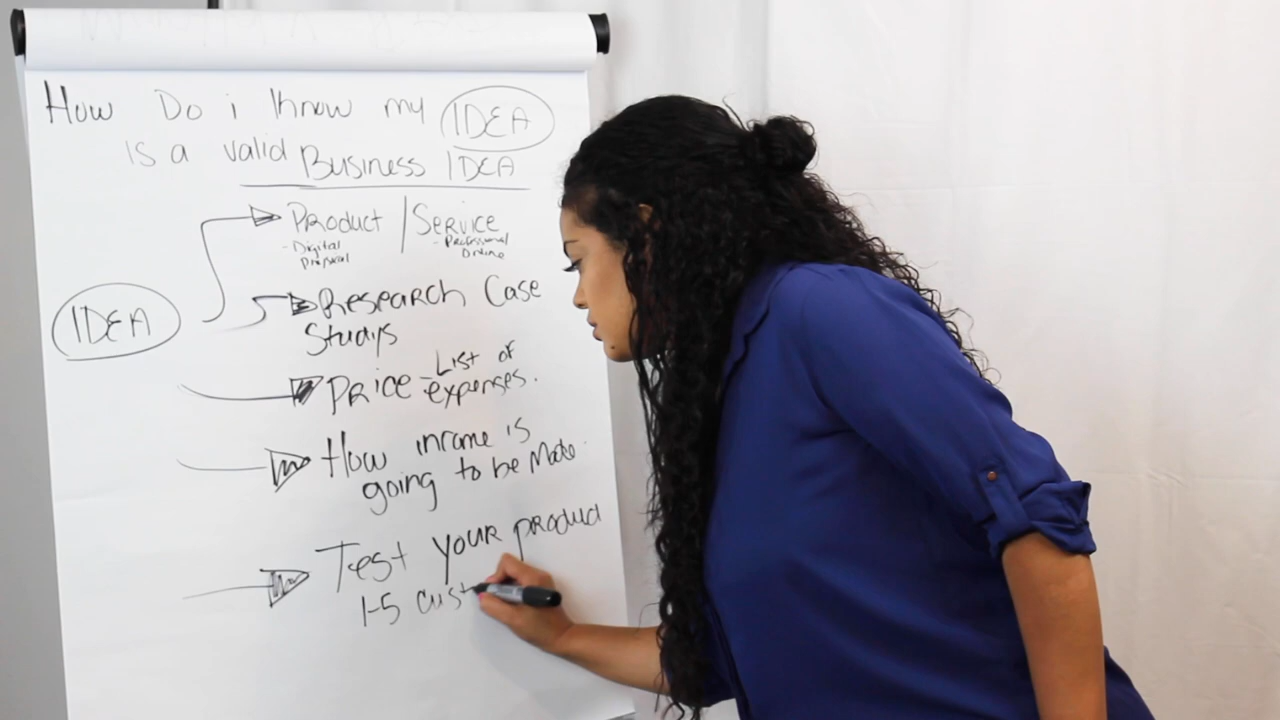 How Do i know my IDEA
is a valid Business IDEA
Product / Service
- Digital - Professional
Physical Online
IDEA
Research Case
Studys
Price - List of
expenses.
How income is
going to be Made
Test your product
1-5 cust